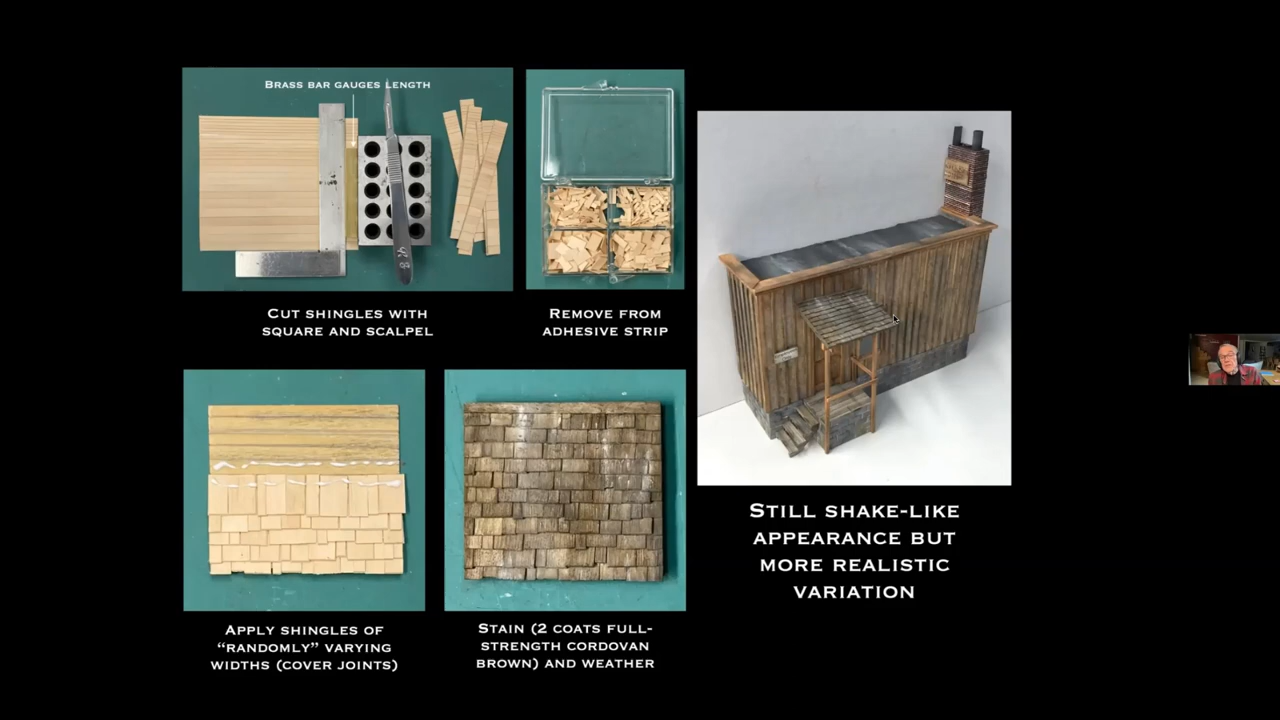 BRASS BAR GAUGES LENGTH
CUT SHINGLES WITH
SQUARE AND SCALPEL
REMOVE FROM
ADHESIVE STRIP
APPLY SHINGLES OF
“RANDOMLY” VARYING
WIDTHS (COVER JOINTS)
STAIN (2 COATS FULL-
STRENGTH CORDOVAN
BROWN) AND WEATHER
STILL SHAKE-LIKE
APPEARANCE BUT
MORE REALISTIC
VARIATION